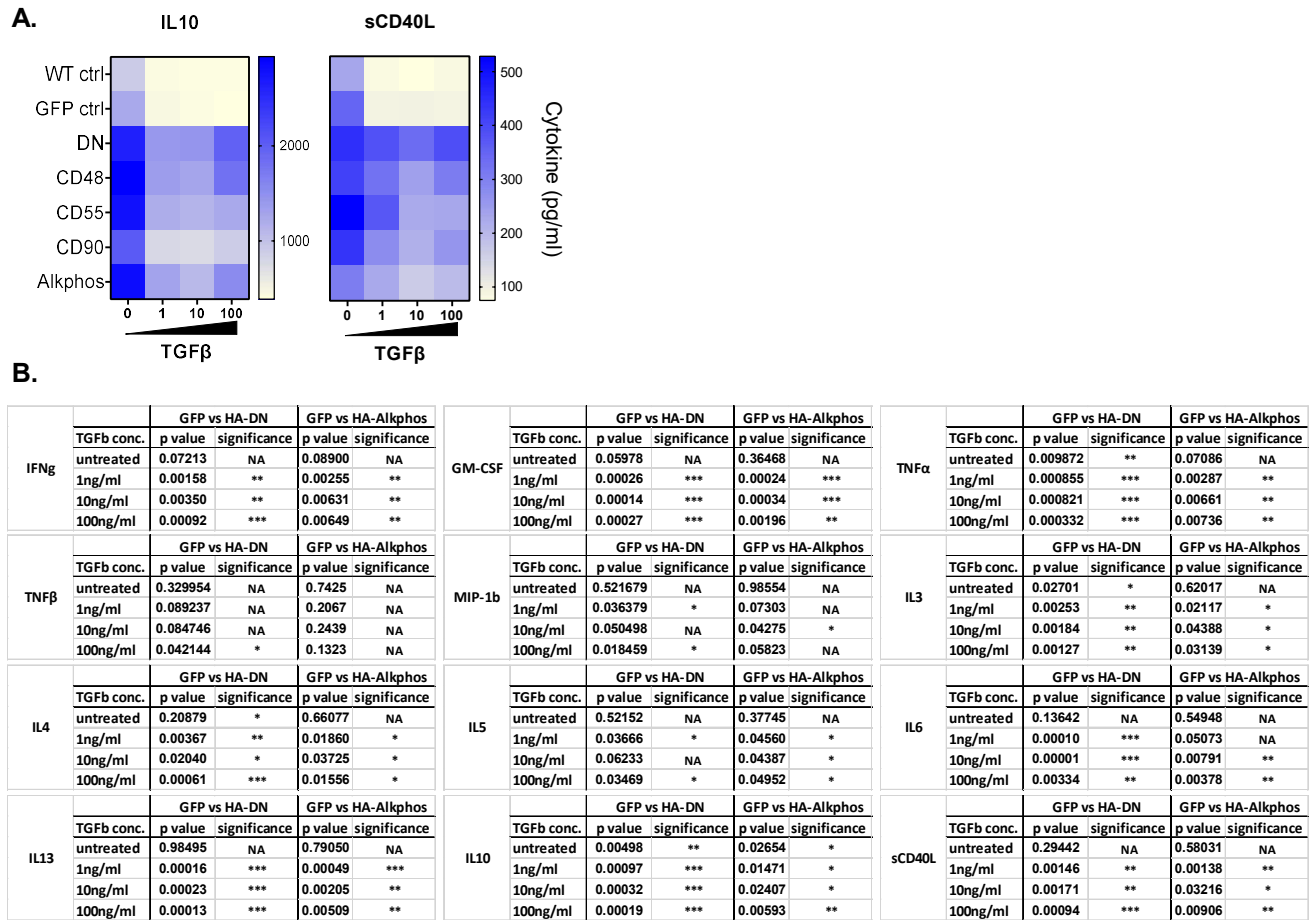 A.
IL10
sCD40L
WT ctrl
GFP ctrl
DN
CD48
CD55
CD90
Alkphos
2000
1000
500
400
300
200
100
Cytokine (pg/ml)
0 1 10 100
TGFβ
0 1 10 100
TGFβ
B.
IFNg
GFP vs HA-DN GFP vs HA-Alkphos
TGFb conc. p value significance p value significance
untreated 0.07213 NA 0.08900 NA
1ng/ml 0.00158 ** 0.00255 **
10ng/ml 0.00350 ** 0.00631 **
100ng/ml 0.00092 *** 0.00649 **
GM-CSF
GFP vs HA-DN GFP vs HA-Alkphos
TGFb conc. p value significance p value significance
untreated 0.05978 NA 0.36468 NA
1ng/ml 0.00026 *** 0.00024 ***
10ng/ml 0.00014 *** 0.00034 ***
100ng/ml 0.00027 *** 0.00196 **
TNFα
GFP vs HA-DN GFP vs HA-Alkphos
TGFb conc. p value significance p value significance
untreated 0.009872 ** 0.07086 NA
1ng/ml 0.000855 *** 0.00287 **
10ng/ml 0.000821 *** 0.00661 **
100ng/ml 0.000332 *** 0.00736 **
TNFβ
GFP vs HA-DN GFP vs HA-Alkphos
TGFb conc. p value significance p value significance
untreated 0.329954 NA 0.7425 NA
1ng/ml 0.089237 NA 0.2067 NA
10ng/ml 0.084746 NA 0.2439 NA
100ng/ml 0.042144 * 0.1323 NA
MIP-1b
GFP vs HA-DN GFP vs HA-Alkphos
TGFb conc. p value significance p value significance
untreated 0.521679 NA 0.98554 NA
1ng/ml 0.036379 * 0.07303 NA
10ng/ml 0.050498 NA 0.04275 *
100ng/ml 0.018459 * 0.05823 NA
IL3
GFP vs HA-DN GFP vs HA-Alkphos
TGFb conc. p value significance p value significance
untreated 0.02701 * 0.62017 NA
1ng/ml 0.00253 ** 0.02117 *
10ng/ml 0.00184 ** 0.04388 *
100ng/ml 0.00127 ** 0.03139 *
IL4
GFP vs HA-DN GFP vs HA-Alkphos
TGFb conc. p value significance p value significance
untreated 0.20879 * 0.66077 NA
1ng/ml 0.00367 ** 0.01860 *
10ng/ml 0.02040 * 0.03725 *
100ng/ml 0.00061 *** 0.01556 *
IL5
GFP vs HA-DN GFP vs HA-Alkphos
TGFb conc. p value significance p value significance
untreated 0.52152 NA 0.37745 NA
1ng/ml 0.03666 * 0.04560 *
10ng/ml 0.06233 NA 0.04387 *
100ng/ml 0.03469 * 0.04952 *
IL6
GFP vs HA-DN GFP vs HA-Alkphos
TGFb conc. p value significance p value significance
untreated 0.13642 NA 0.54948 NA
1ng/ml 0.00010 *** 0.05073 NA
10ng/ml 0.00001 *** 0.00791 **
100ng/ml 0.00334 ** 0.00378 **
IL13
GFP vs HA-DN GFP vs HA-Alkphos
TGFb conc. p value significance p value significance
untreated 0.98495 NA 0.79050 NA
1ng/ml 0.00016 *** 0.00049 ***
10ng/ml 0.00023 *** 0.00205 **
100ng/ml 0.00013 *** 0.00509 **
IL10
GFP vs HA-DN GFP vs HA-Alkphos
TGFb conc. p value significance p value significance
untreated 0.00498 ** 0.02654 *
1ng/ml 0.00097 *** 0.01471 *
10ng/ml 0.00032 *** 0.02407 *
100ng/ml 0.00019 *** 0.00593 **
sCD40L
GFP vs HA-DN GFP vs HA-Alkphos
TGFb conc. p value significance p value significance
untreated 0.29442 NA 0.58031 NA
1ng/ml 0.00146 ** 0.00138 **
10ng/ml 0.00171 ** 0.03216 *
100ng/ml 0.00094 *** 0.00906 **